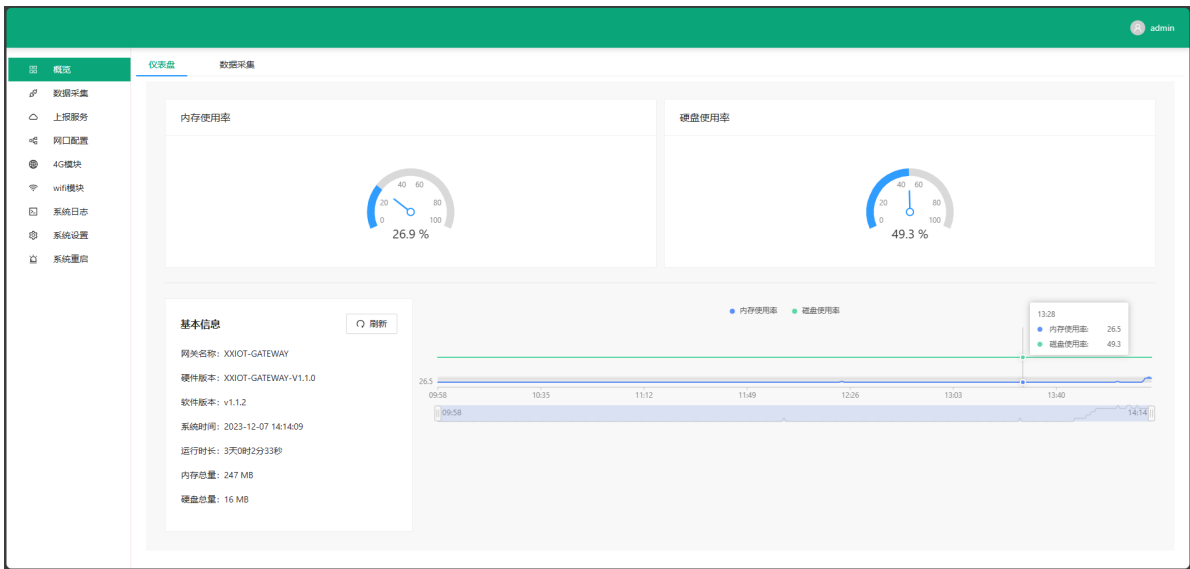 admin
概览
数据采集
上报服务
网口配置
4G模块
wifi模块
系统日志
系统设置
系统重启
仪表盘 数据采集
内存使用率
0 20 40 60 80 100
26.9 %
硬盘使用率
0 20 40 60 80 100
49.3 %
基本信息 刷新
网关名称：XXIOT-GATEWAY
硬件版本：XXIOT-GATEWAY-V1.1.0
软件版本：v1.1.2
系统时间：2023-12-07 14:14:09
运行时长：3天0时2分33秒
内存总量：247 MB
硬盘总量：16 MB
内存使用率 磁盘使用率
13:28
内存使用率: 26.5
磁盘使用率: 49.3
26.5
09:58 10:35 11:12 11:49 12:26 13:03 13:40
09:58 14:14